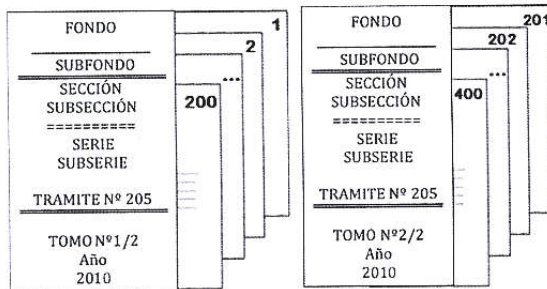 FONDO
SUBFONDO
SECCIÓN
SUBSECCIÓN
==========
SERIE
SUBSERIE
TRAMITE Nº 205
TOMO Nº1/2
Año
2010
1
2
...
200
FONDO
SUBFONDO
SECCIÓN
SUBSECCIÓN
==========
SERIE
SUBSERIE
TRAMITE Nº 205
TOMO Nº2/2
Año
2010
201
202
...
400